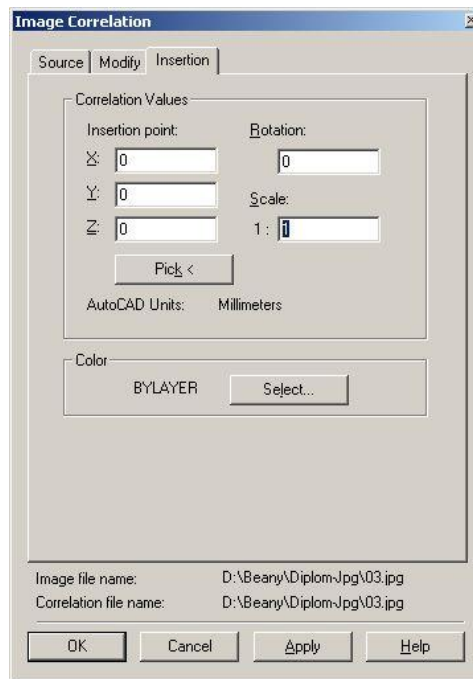 Image Correlation
Source Modify Insertion
Correlation Values
Insertion point: Rotation:
X: 0 0
Y: 0 Scale:
Z: 0 1 : 1
Pick <
AutoCAD Units: Millimeters
Color
BYLAYER Select...
Image file name: D:\Beany\Diplom-Jpg\03.jpg
Correlation file name: D:\Beany\Diplom-Jpg\03.jpg
OK Cancel Apply Help